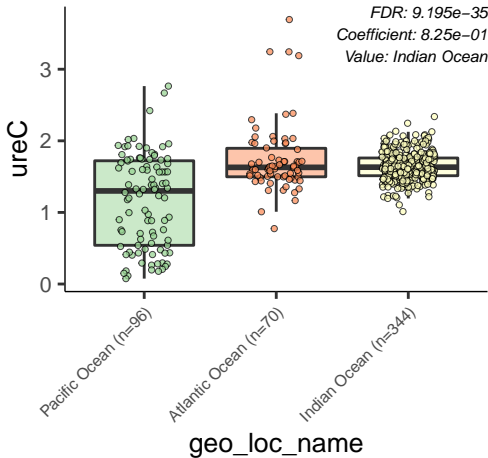 FDR: 9.195e−35
Coefficient: 8.25e−01
Value: Indian Ocean
ureC
3
2
1
0
Pacific Ocean (n=96)
Atlantic Ocean (n=70)
Indian Ocean (n=344)
geo_loc_name